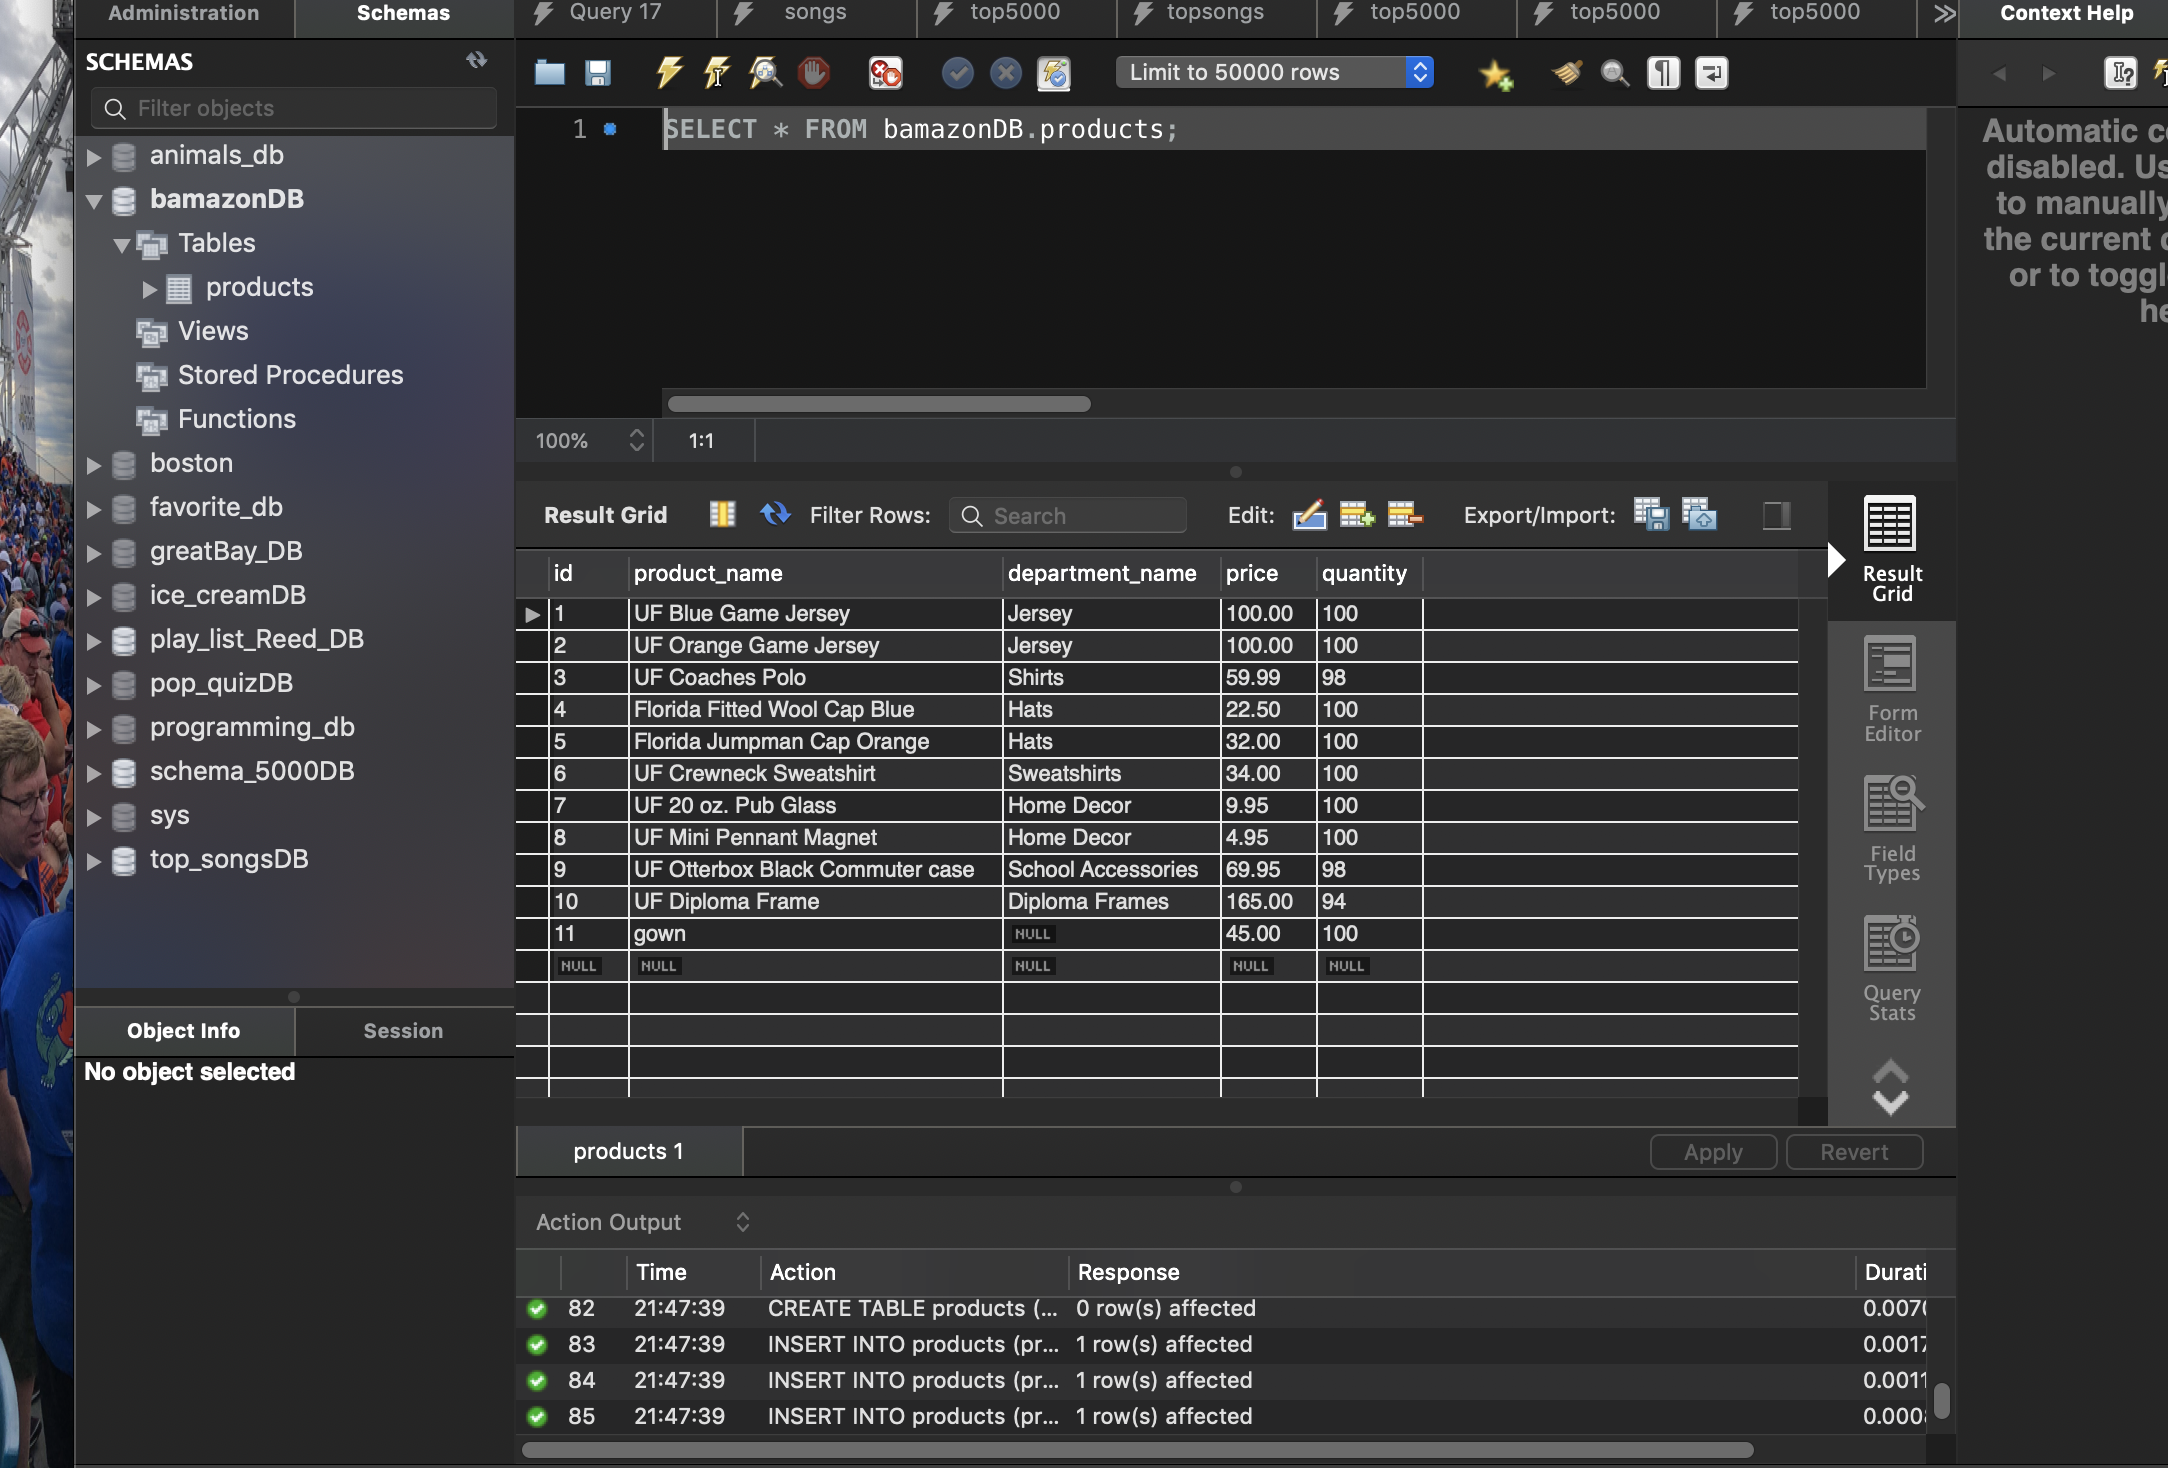 Administration
Schemas
SCHEMAS
Filter objects
animals_db
bamazonDB
Tables
products
Views
Stored Procedures
Functions
boston
favorite_db
greatBay_DB
ice_creamDB
play_list_Reed_DB
pop_quizDB
programming_db
schema_5000DB
sys
top_songsDB
Object Info
Session
No object selected
Query 17
songs
top5000
topsongs
top5000
top5000
top5000
Limit to 50000 rows
1
SELECT * FROM bamazonDB.products;
100%
1:1
Result Grid
Filter Rows:
Search
Edit:
Export/Import:
id product_name department_name price quantity
1 UF Blue Game Jersey Jersey 100.00 100
2 UF Orange Game Jersey Jersey 100.00 100
3 UF Coaches Polo Shirts 59.99 98
4 Florida Fitted Wool Cap Blue Hats 22.50 100
5 Florida Jumpman Cap Orange Hats 32.00 100
6 UF Crewneck Sweatshirt Sweatshirts 34.00 100
7 UF 20 oz. Pub Glass Home Decor 9.95 100
8 UF Mini Pennant Magnet Home Decor 4.95 100
9 UF Otterbox Black Commuter case School Accessories 69.95 98
10 UF Diploma Frame Diploma Frames 165.00 94
11 gown NULL 45.00 100
NULL NULL NULL NULL NULL
Result
Grid
Form
Editor
Field
Types
Query
Stats
products 1
Apply
Revert
Action Output
Time Action Response Durati
82 21:47:39 CREATE TABLE products (... 0 row(s) affected 0.0070
83 21:47:39 INSERT INTO products (pr... 1 row(s) affected 0.0017
84 21:47:39 INSERT INTO products (pr... 1 row(s) affected 0.0011
85 21:47:39 INSERT INTO products (pr... 1 row(s) affected 0.000
Context Help
Automatic c
disabled. Us
to manually
the current
or to toggl
he